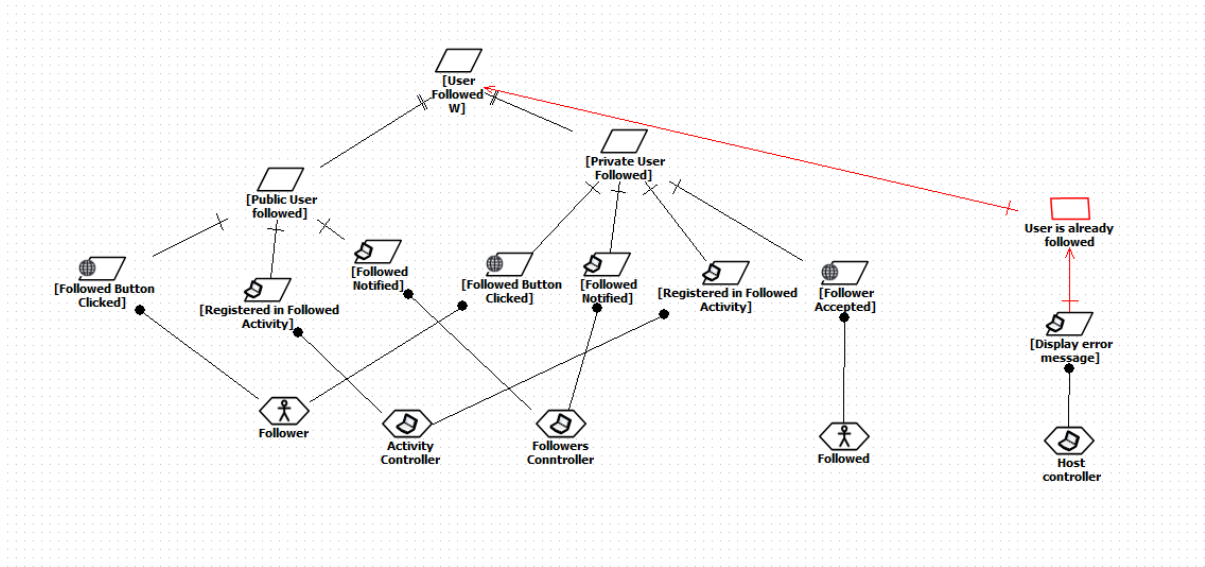 [User
Followed
W]
[Private User
Followed]
[Public User
followed]
User is already
followed
[Followed Button
Clicked]
[Registered in Followed
Activity]
[Followed
Notified]
[Followed Button
Clicked]
[Followed
Notified]
[Registered in Followed
Activity]
[Follower
Accepted]
[Display error
message]
Follower
Activity
Controller
Followers
Conntroller
Followed
Host
controller